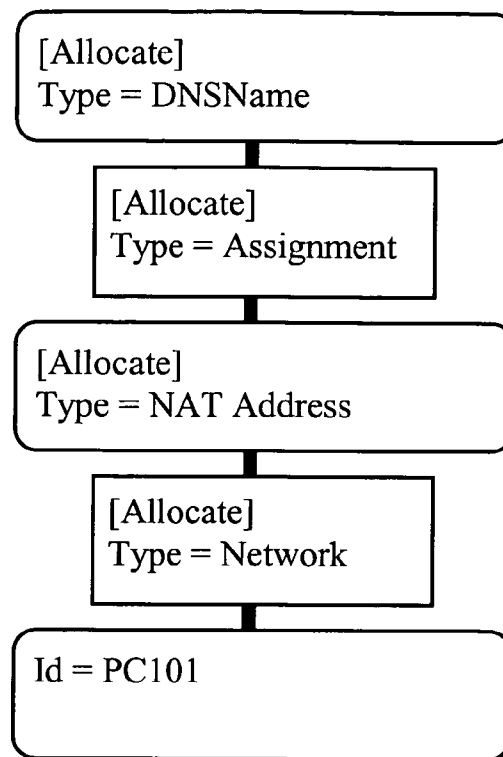 [Allocate]
Type = DNSName
[Allocate]
Type = Assignment
[Allocate]
Type = NAT Address
[Allocate]
Type = Network
Id = PC101